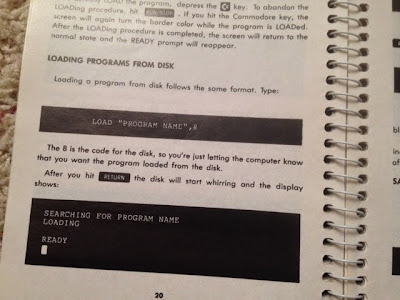 LOAD the program, depress the C key. To abandon the
LOADing procedure, hit . If you hit the Commodore key, the
screen will again turn the border color while the program is LOADed.
After the LOADing procedure is completed, the screen will return to the
normal state and the READY prompt will reappear.
LOADING PROGRAMS FROM DISK
Loading a program from disk follows the same format. Type:
LOAD "PROGRAM NAME",8
The 8 is the code for the disk, so you're just letting the computer know
that you want the program loaded from the disk.
After you hit RETURN the disk will start whirring and the display
shows:
SEARCHING FOR PROGRAM NAME
LOADING
READY
20